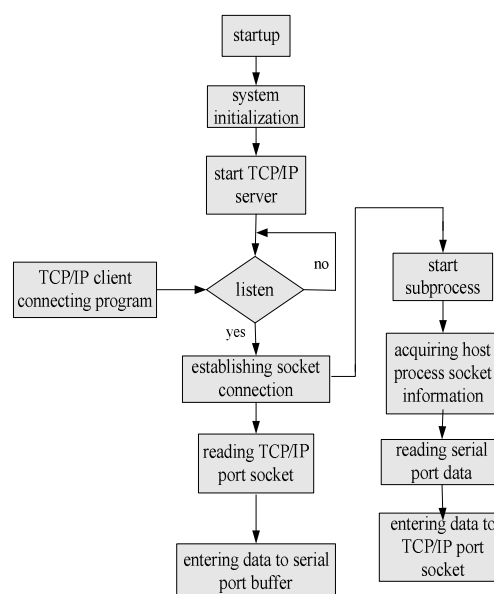 startup
system
initialization
start TCP/IP
server
no
TCP/IP client
connecting program
listen
yes
establishing socket
connection
reading TCP/IP
port socket
entering data to serial
port buffer
start
subprocess
acquiring host
process socket
information
reading serial
port data
entering data to
TCP/IP port
socket